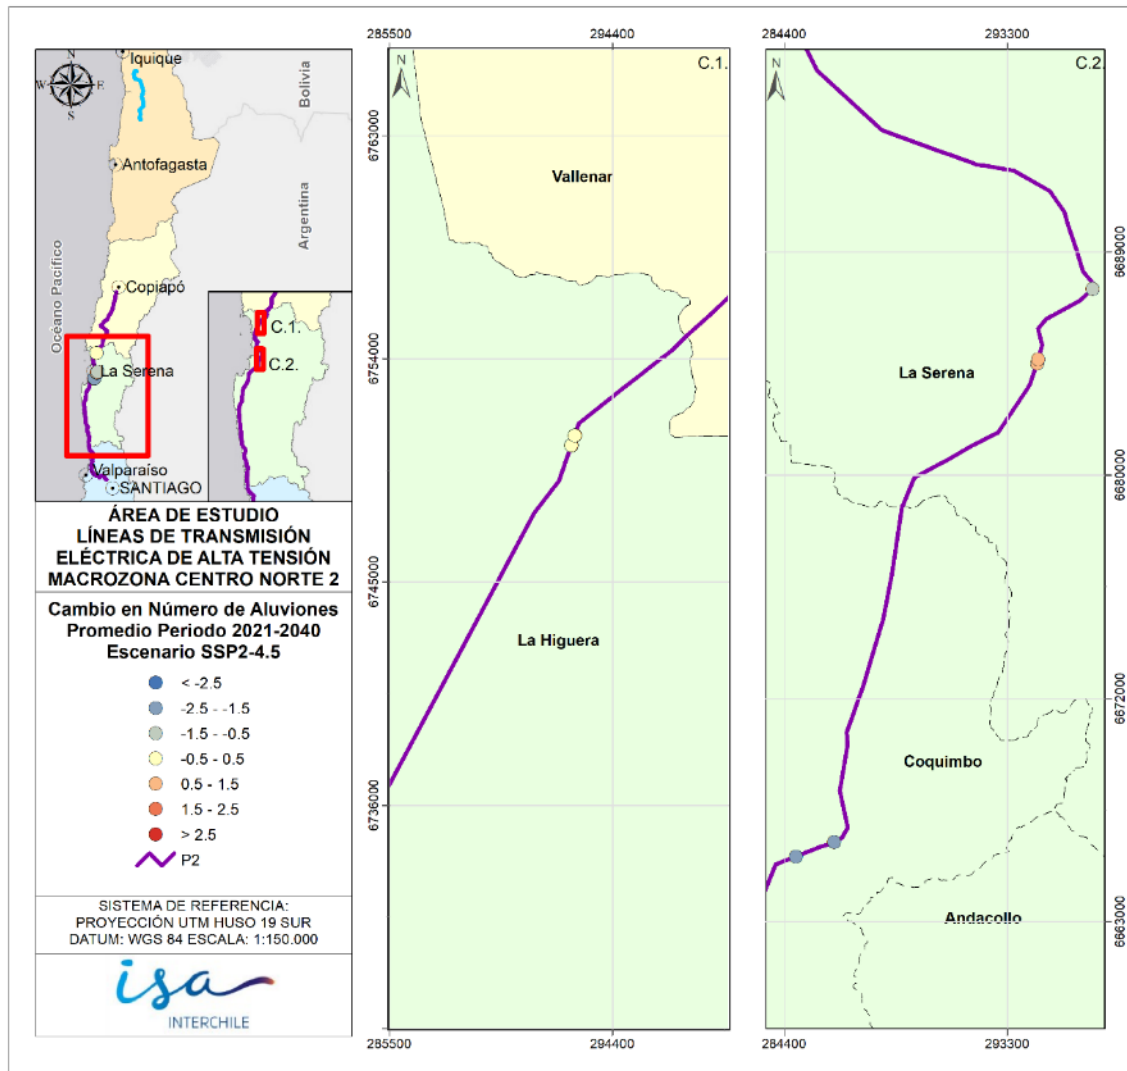 N
W
E
S
Iquique
Bolivia
Antofagasta
Argentina
Océano Pacífico
Copiapó
C.1.
C.2.
La Serena
Valparaíso
SANTIAGO
ÁREA DE ESTUDIO
LÍNEAS DE TRANSMISIÓN
ELÉCTRICA DE ALTA TENSIÓN
MACROZONA CENTRO NORTE 2
Cambio en Número de Aluviones
Promedio Periodo 2021-2040
Escenario SSP2-4.5
< -2.5
-2.5 - -1.5
-1.5 - -0.5
-0.5 - 0.5
0.5 - 1.5
1.5 - 2.5
> 2.5
P2
SISTEMA DE REFERENCIA:
PROYECCIÓN UTM HUSO 19 SUR
DATUM: WGS 84 ESCALA: 1:150.000
isa
INTERCHILE
285500
294400
C.1.
N
6763000
Vallenar
6754000
6745000
La Higuera
6736000
285500
294400
284400
293300
C.2.
N
6689000
La Serena
6680000
6672000
Coquimbo
Andacollo
6663000
284400
293300